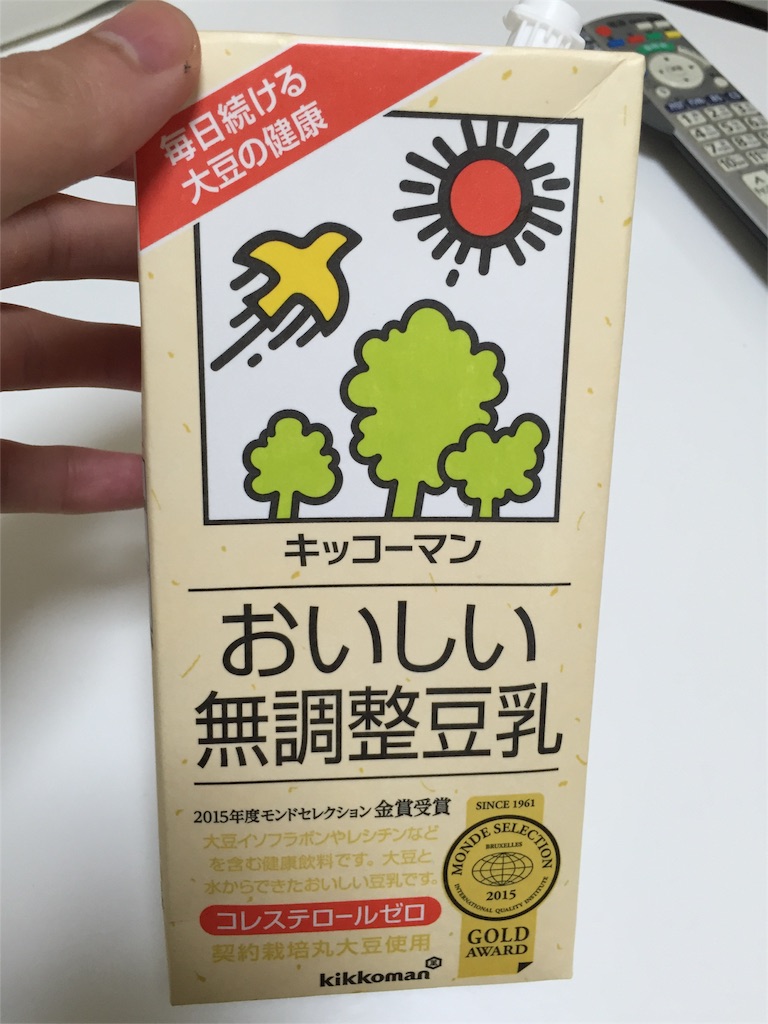 毎日続ける
大豆の健康
キッコーマン
おいしい
無調整豆乳
2015年度モンドセレクション 金賞受賞
大豆イソフラボンやレシチンなど
を含む健康飲料です。大豆と
水からできたおいしい豆乳です。
コレステロールゼロ
契約栽培丸大豆使用
kikkoman
SINCE 1961
MONDE SELECTION
BRUXELLES
INTERNATIONAL QUALITY INSTITUTE
2015
GOLD
AWARD